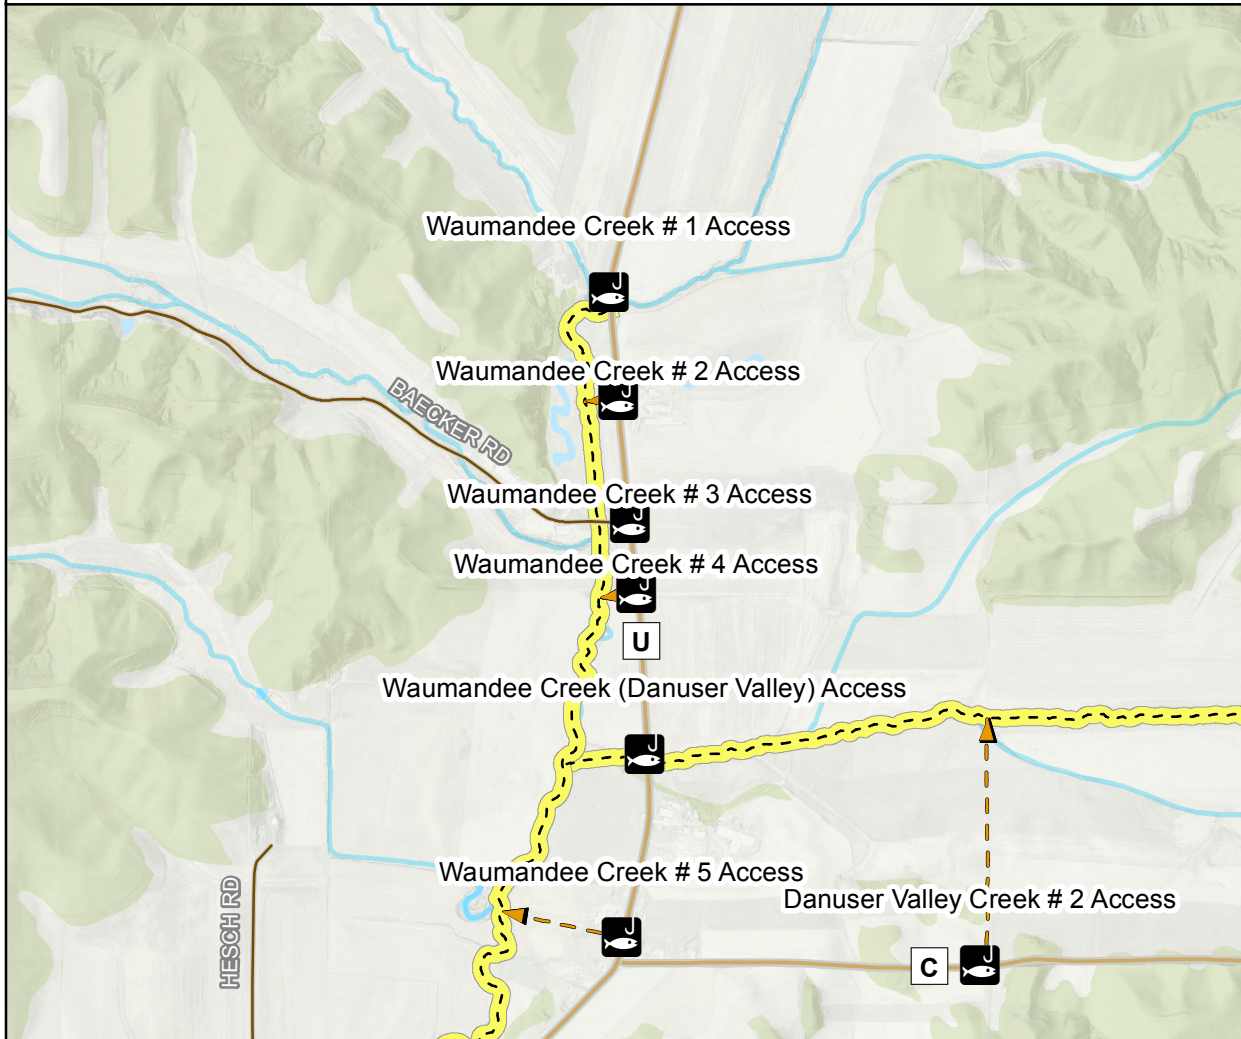 Waumandee Creek # 1 Access
Waumandee Creek # 2 Access
BAECKER RD
Waumandee Creek # 3 Access
Waumandee Creek # 4 Access
U
Waumandee Creek (Danuser Valley) Access
Waumandee Creek # 5 Access
HESCH RD
Danuser Valley Creek # 2 Access
C